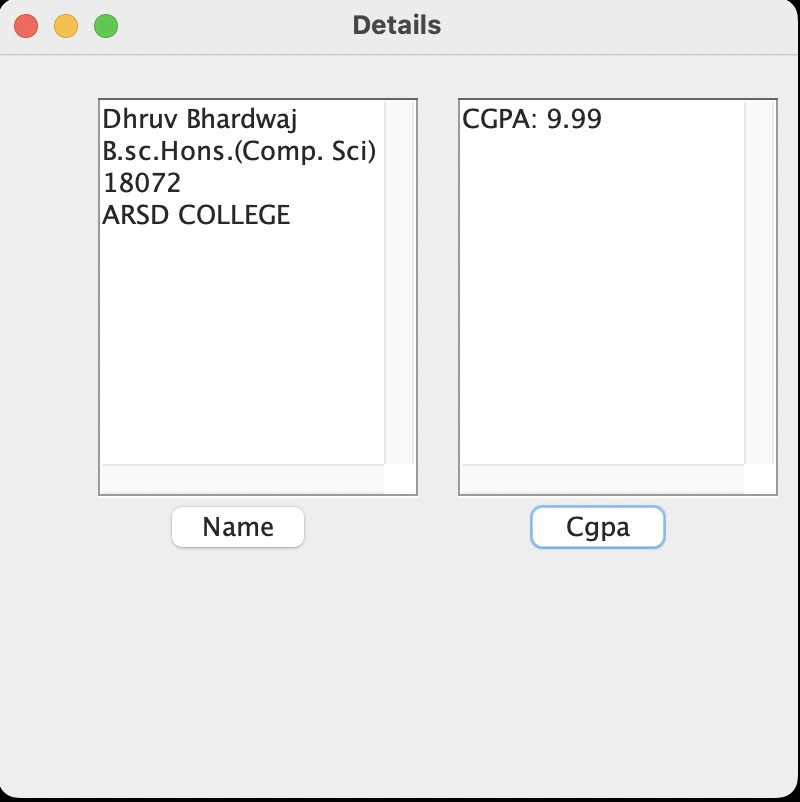 Details
Dhruv Bhardwaj
B.sc.Hons.(Comp. Sci)
18072
ARSD COLLEGE
CGPA: 9.99
Name
Cgpa